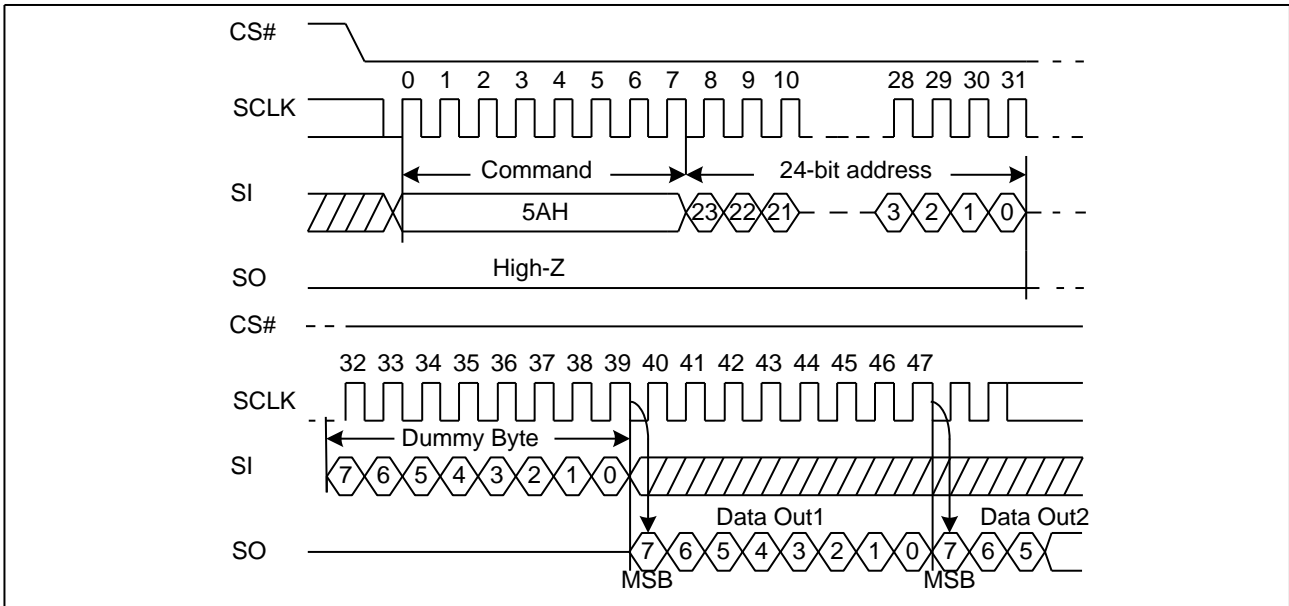 CS#
0 1 2 3 4 5 6 7 8 9 10 28 29 30 31
SCLK
Command 24-bit address
SI
5AH 23 22 21 3 2 1 0
High-Z
SO
CS#
32 33 34 35 36 37 38 39 40 41 42 43 44 45 46 47
SCLK
Dummy Byte
SI
7 6 5 4 3 2 1 0
Data Out1 Data Out2
SO
7 6 5 4 3 2 1 0 7 6 5
MSB MSB